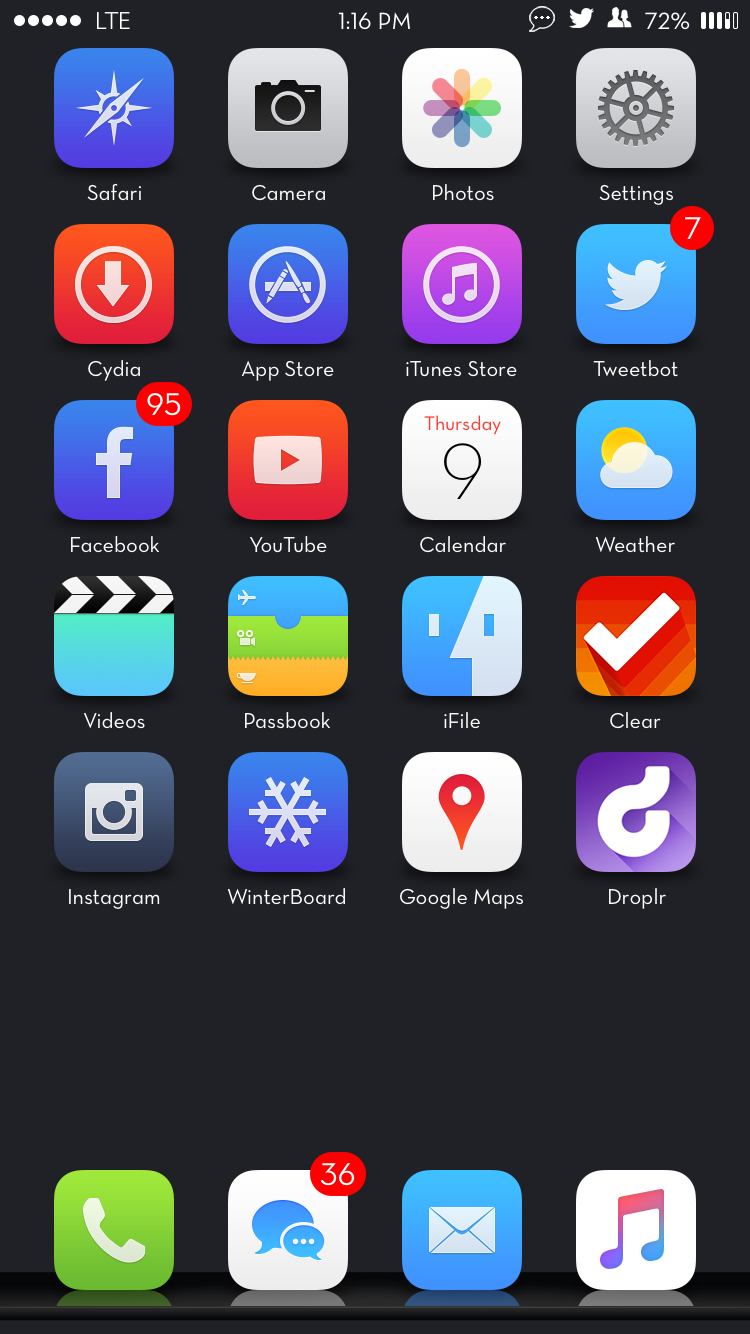 LTE 1:16 PM 72%
Safari Camera Photos Settings
7
Cydia App Store iTunes Store Tweetbot
95
Thursday
9
Facebook YouTube Calendar Weather
Videos Passbook iFile Clear
Instagram WinterBoard Google Maps Droplr
36